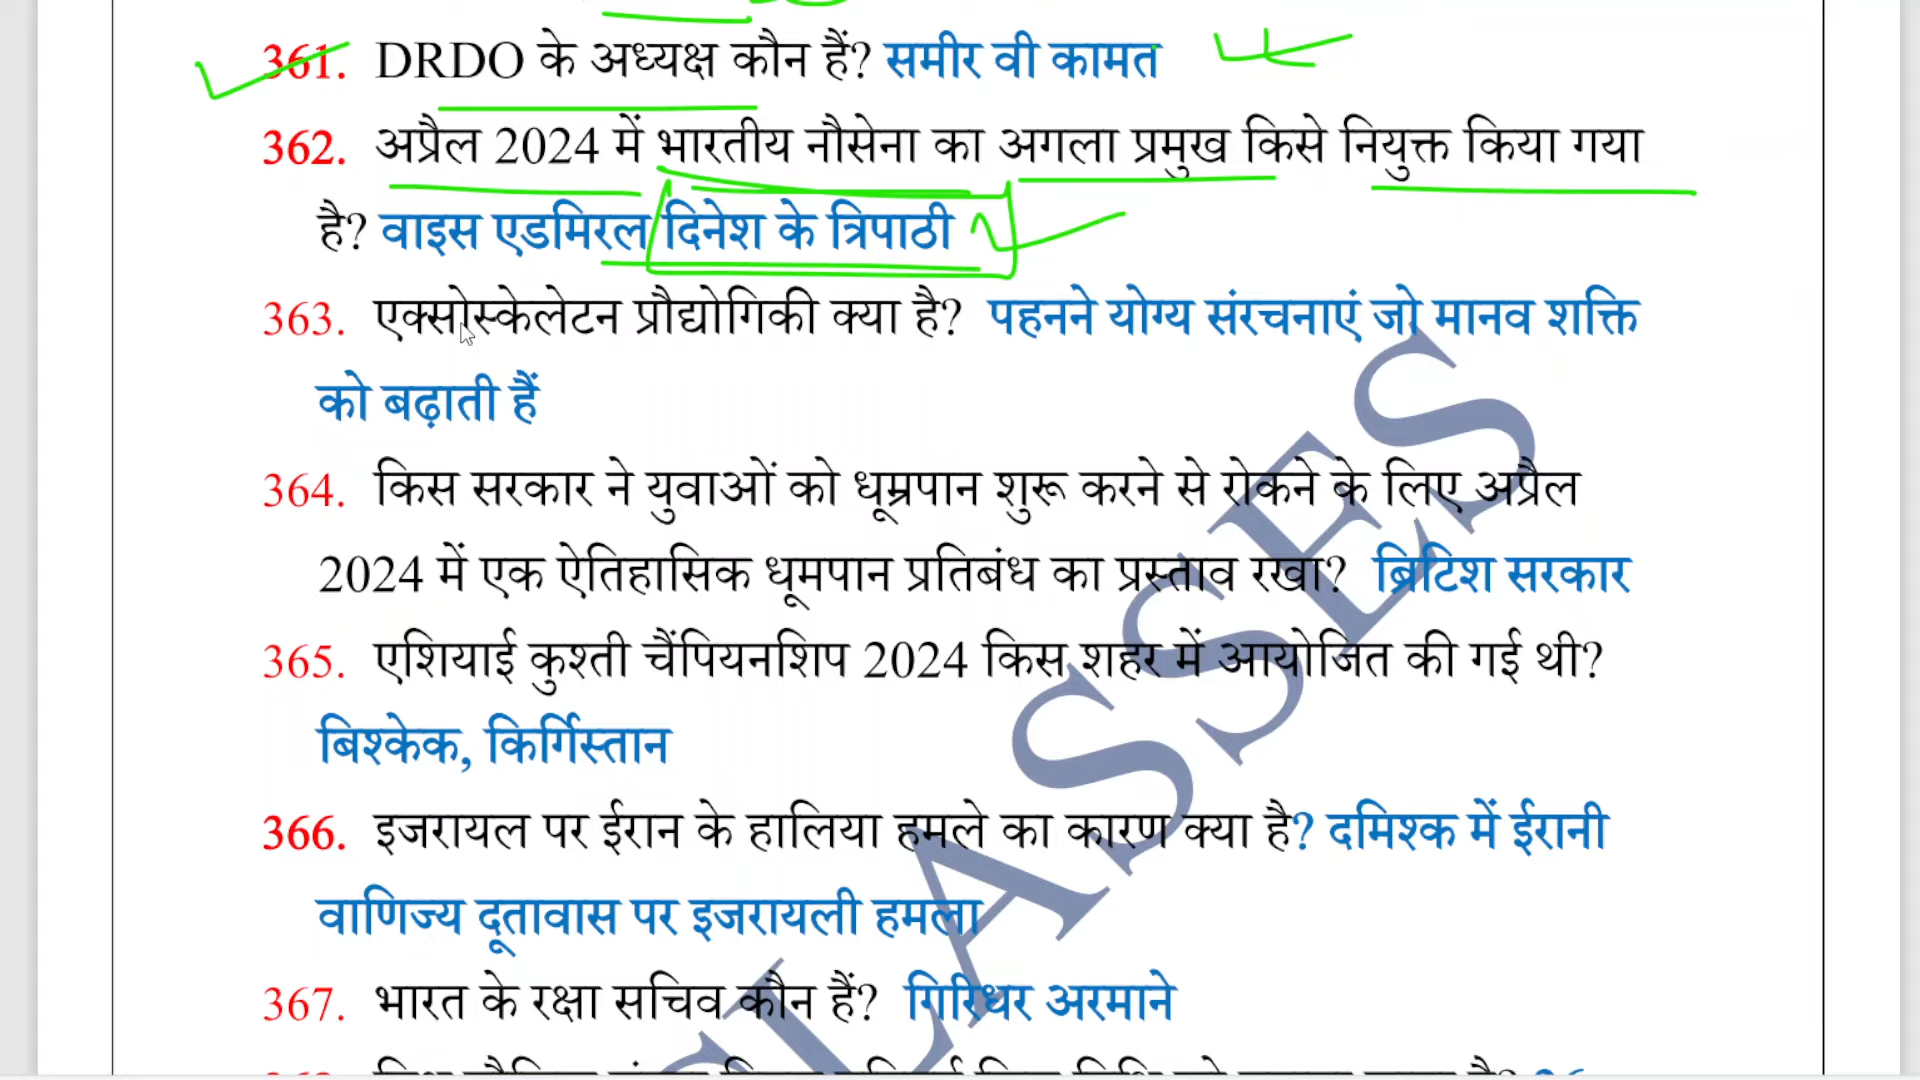 361. DRDO के अध्यक्ष कौन हैं? समीर वी कामत
362. अप्रैल 2024 में भारतीय नौसेना का अगला प्रमुख किसे नियुक्त किया गया
है? वाइस एडमिरल दिनेश के त्रिपाठी
363. एक्सोस्केलेटन प्रौद्योगिकी क्या है? पहनने योग्य संरचनाएं जो मानव शक्ति
को बढ़ाती हैं
364. किस सरकार ने युवाओं को धूम्रपान शुरू करने से रोकने के लिए अप्रैल
2024 में एक ऐतिहासिक धूमपान प्रतिबंध का प्रस्ताव रखा? ब्रिटिश सरकार
365. एशियाई कुश्ती चैंपियनशिप 2024 किस शहर में आयोजित की गई थी?
बिश्केक, किर्गिस्तान
366. इजरायल पर ईरान के हालिया हमले का कारण क्या है? दमिश्क में ईरानी
वाणिज्य दूतावास पर इजरायली हमला
367. भारत के रक्षा सचिव कौन हैं? गिरिधर अरमाने
CLASSES